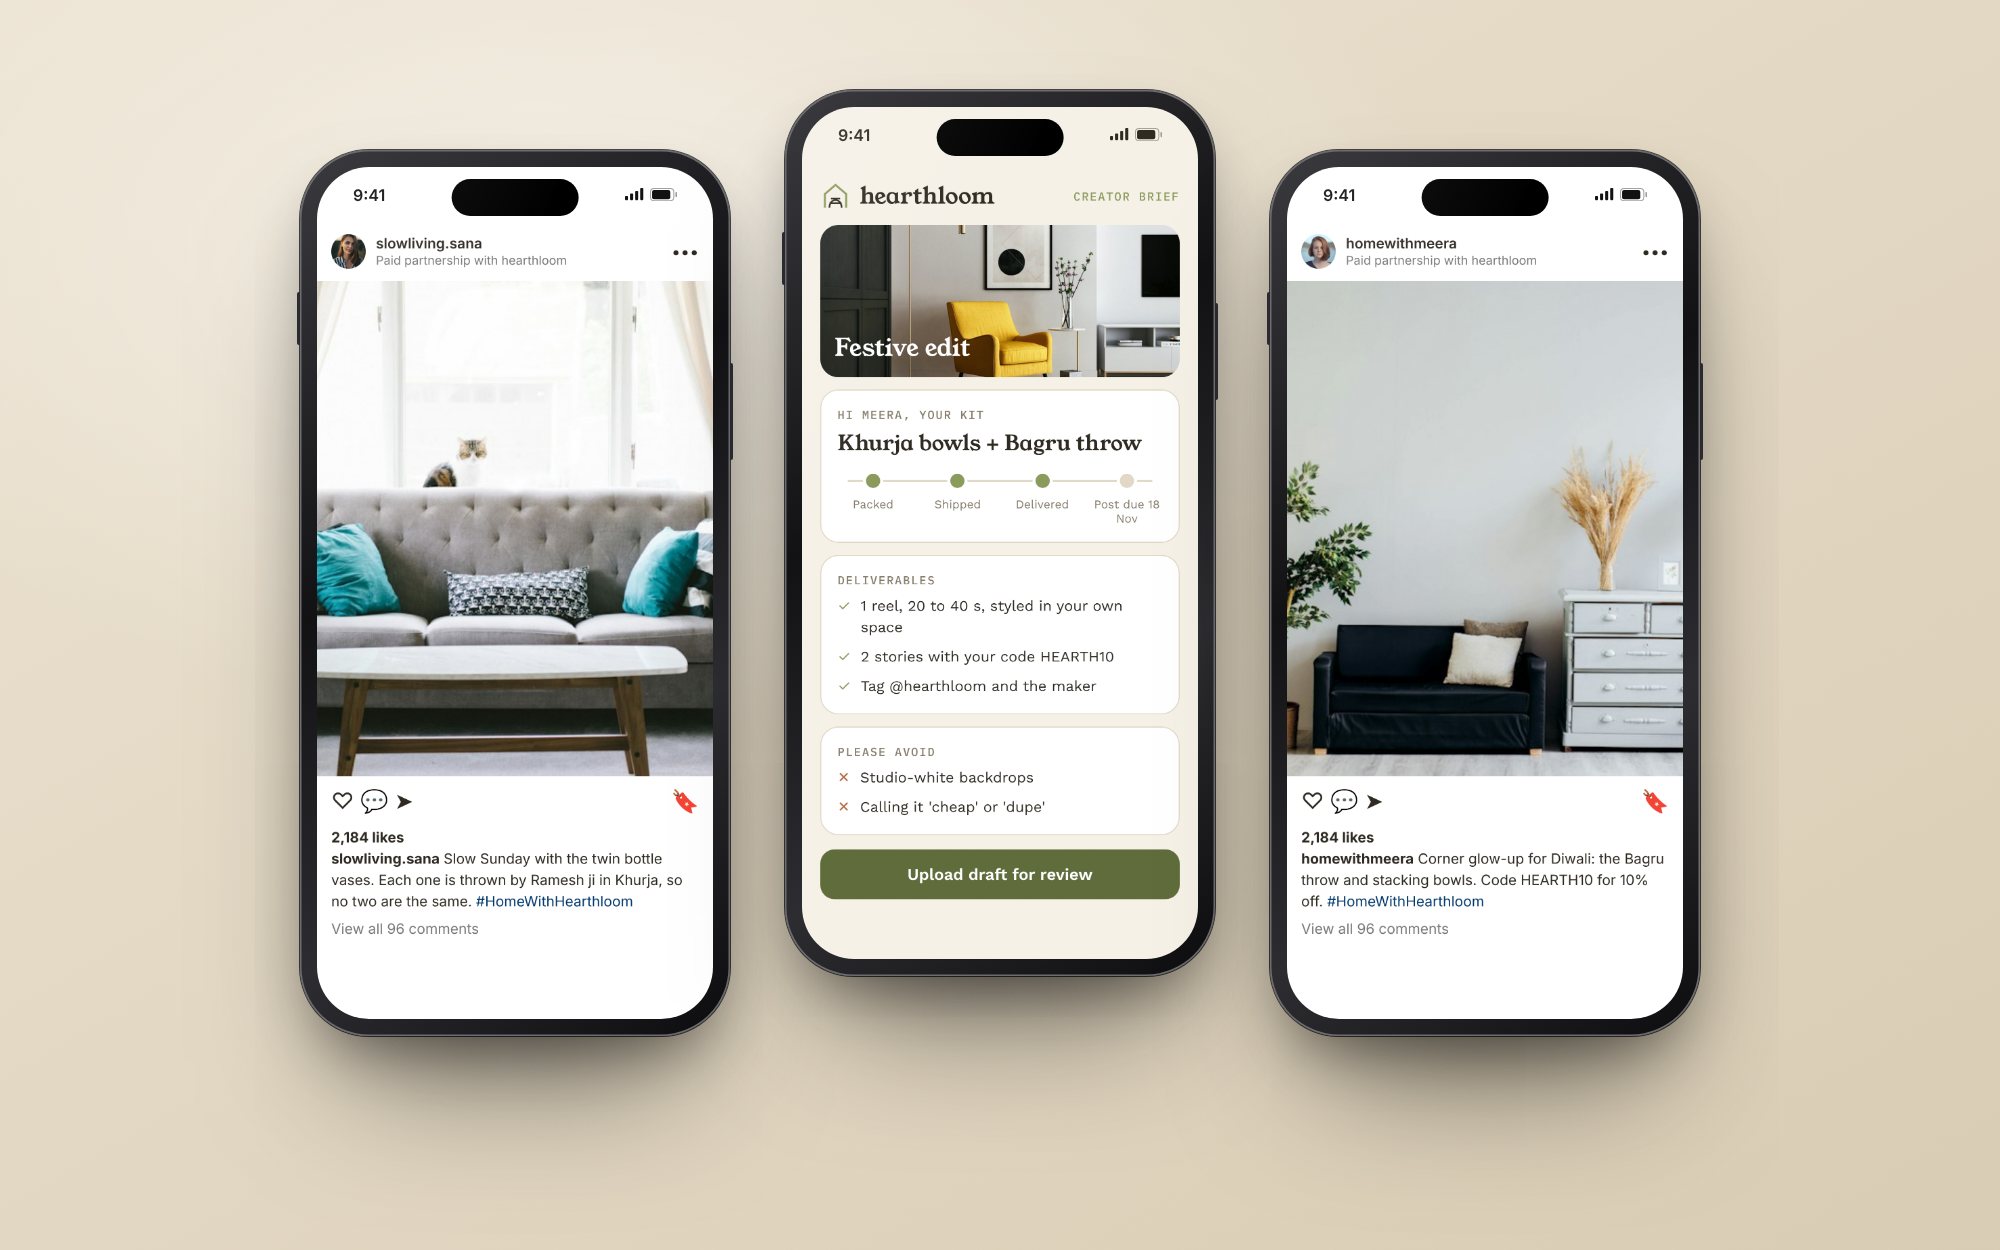 9:41
slowliving.sana
Paid partnership with hearthloom
2,184 likes
slowliving.sana Slow Sunday with the twin bottle
vases. Each one is thrown by Ramesh ji in Khurja, so
no two are the same. #HomeWithHearthloom
View all 96 comments
9:41
hearthloom
CREATOR BRIEF
Festive edit
HI MEERA, YOUR KIT
Khurja bowls + Bagru throw
Packed
Shipped
Delivered
Post due 18
Nov
DELIVERABLES
1 reel, 20 to 40 s, styled in your own
space
2 stories with your code HEARTH10
Tag @hearthloom and the maker
PLEASE AVOID
Studio-white backdrops
Calling it 'cheap' or 'dupe'
Upload draft for review
9:41
homewithmeera
Paid partnership with hearthloom
2,184 likes
homewithmeera Corner glow-up for Diwali: the Bagru
throw and stacking bowls. Code HEARTH10 for 10%
off. #HomeWithHearthloom
View all 96 comments